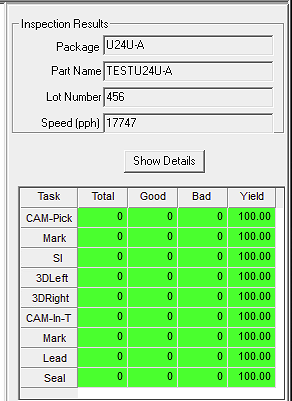 Inspection Results
Package U24U-A
Part Name TESTU24U-A
Lot Number 456
Speed (pph) 17747
Show Details
Task Total Good Bad Yield
CAM-Pick 0 0 0 100.00
Mark 0 0 0 100.00
SI 0 0 0 100.00
3DLeft 0 0 0 100.00
3DRight 0 0 0 100.00
CAM-In-T 0 0 0 100.00
Mark 0 0 0 100.00
Lead 0 0 0 100.00
Seal 0 0 0 100.00